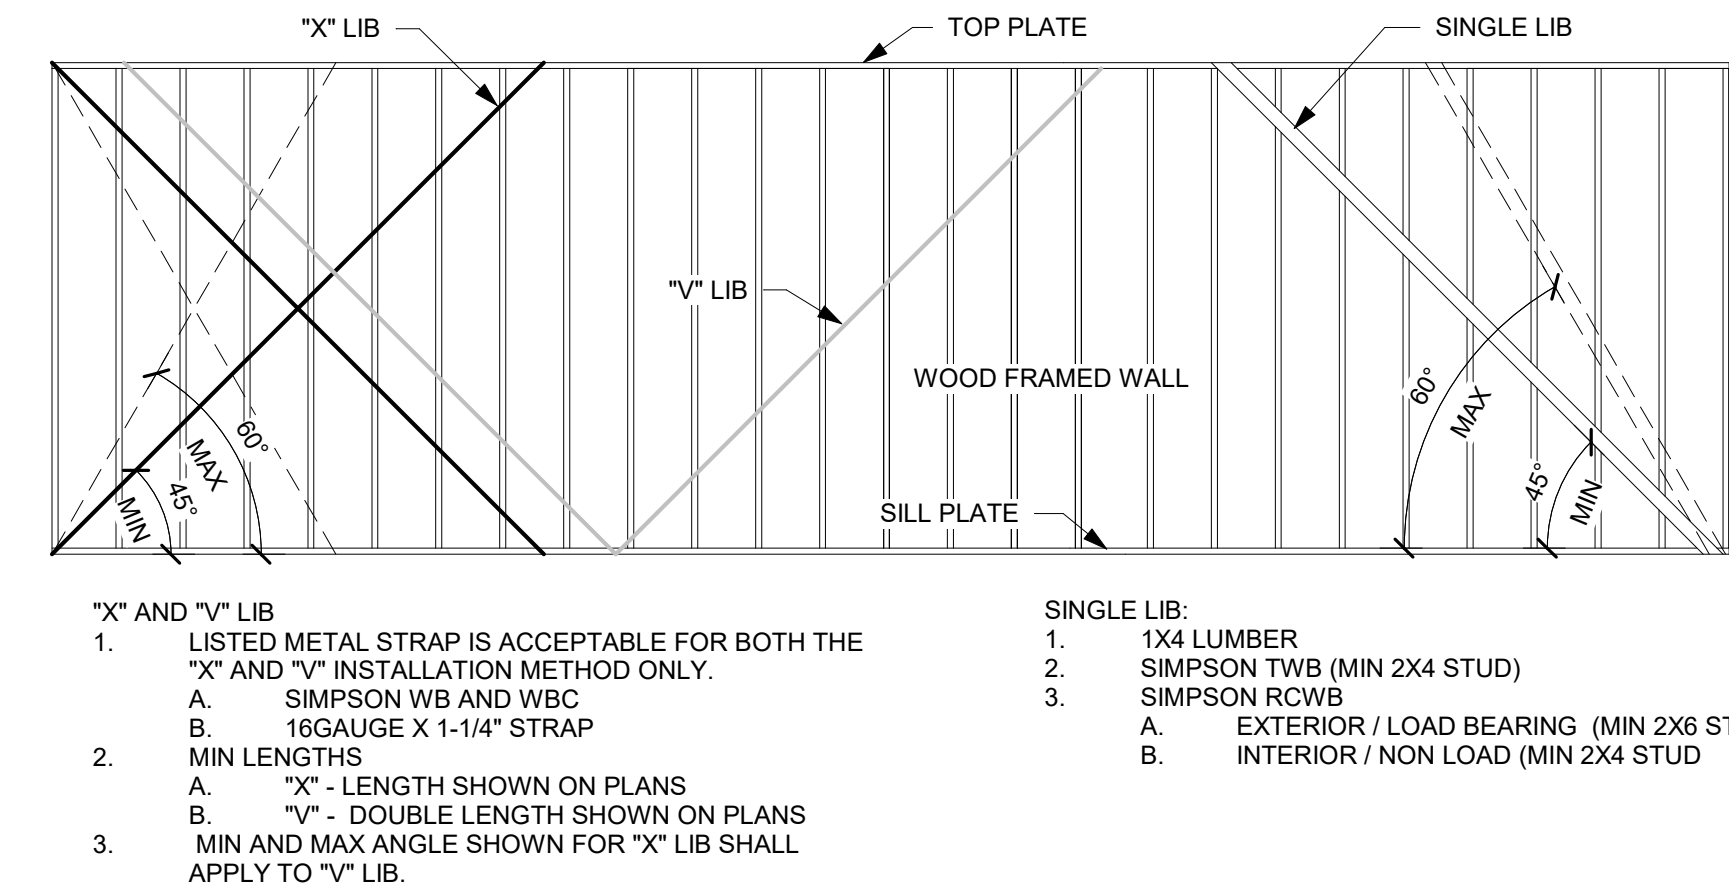 "X" LIB
TOP PLATE
SINGLE LIB
"V" LIB
WOOD FRAMED WALL
SILL PLATE
60°
MAX
45°
MIN
60°
MAX
45°
MIN
"X" AND "V" LIB
1. LISTED METAL STRAP IS ACCEPTABLE FOR BOTH THE
"X" AND "V" INSTALLATION METHOD ONLY.
A. SIMPSON WB AND WBC
B. 16GAUGE X 1-1/4" STRAP
2. MIN LENGTHS
A. "X" - LENGTH SHOWN ON PLANS
B. "V" - DOUBLE LENGTH SHOWN ON PLANS
3. MIN AND MAX ANGLE SHOWN FOR "X" LIB SHALL
APPLY TO "V" LIB.
SINGLE LIB:
1. 1X4 LUMBER
2. SIMPSON TWB (MIN 2X4 STUD)
3. SIMPSON RCWB
A. EXTERIOR / LOAD BEARING (MIN 2X6
B. INTERIOR / NON LOAD (MIN 2X4 STUD